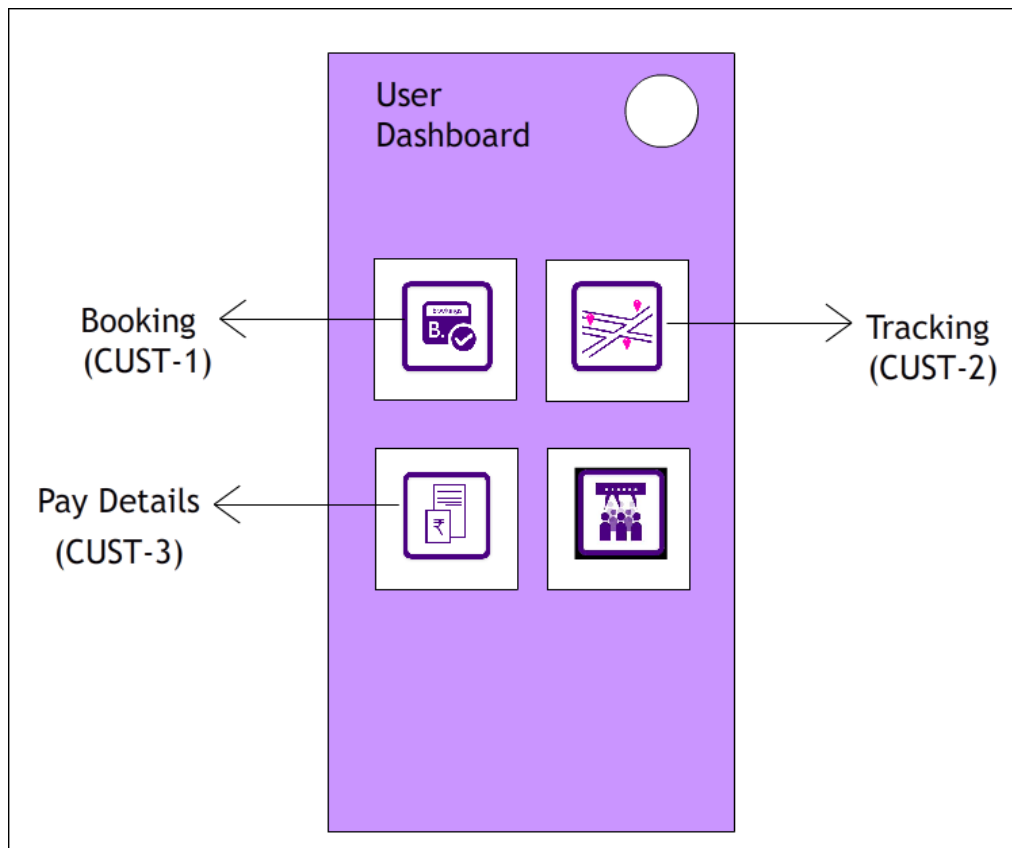 User
Dashboard
Booking
(CUST-1)
B.
Tracking
(CUST-2)
Pay Details
(CUST-3)
₹